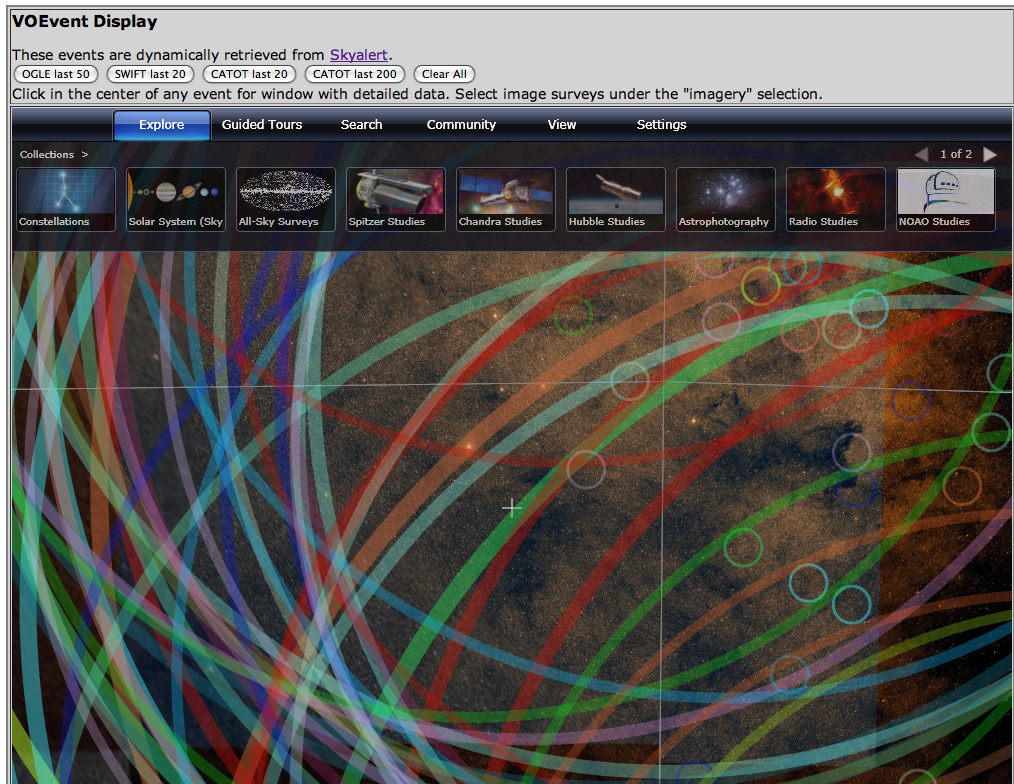 VOEvent Display
These events are dynamically retrieved from Skyalert.
OGLE last 50 SWIFT last 20 CATOT last 20 CATOT last 200 Clear All
Click in the center of any event for window with detailed data. Select image surveys under the "imagery" selection.
Explore Guided Tours Search Community View Settings
Collections > 1 of 2
Constellations Solar System (Sky All-Sky Surveys Spitzer Studies Chandra Studies Hubble Studies Astrophotography Radio Studies NOAO Studies